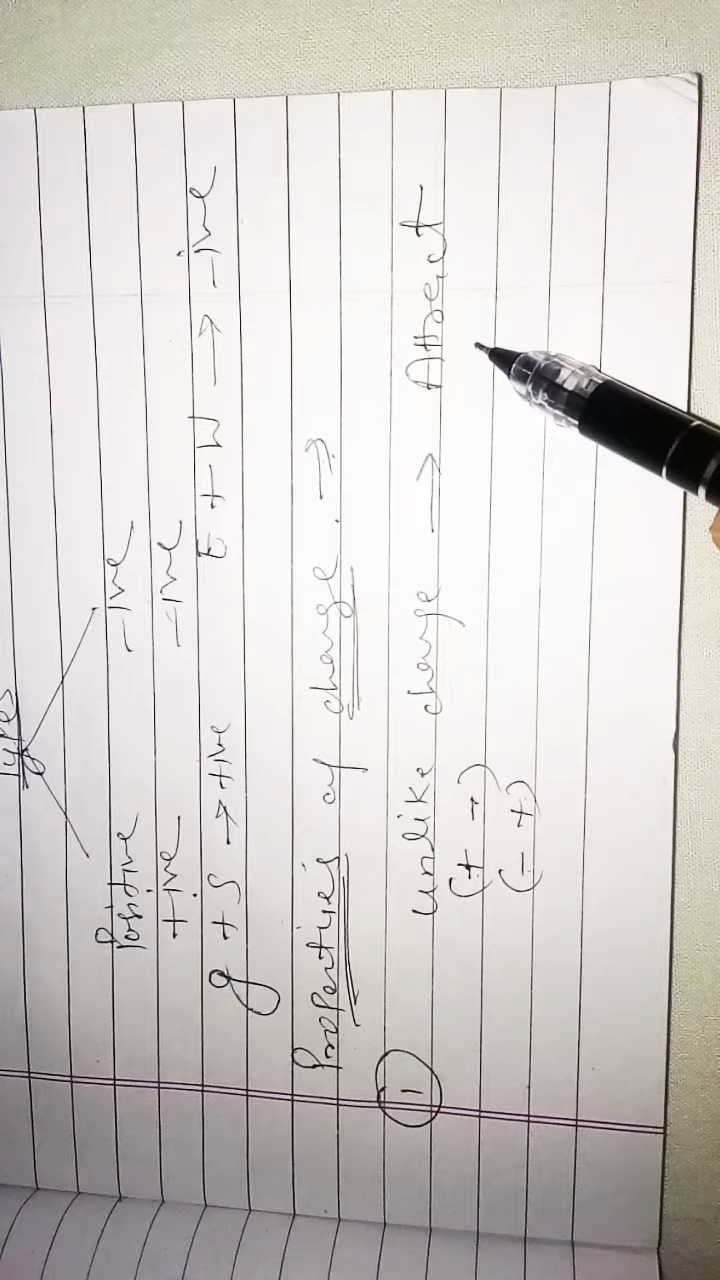 Types
Positive -ive
+ive -ive
g + S → +ive E + W → -ive
Properties of charge. →
① Unlike charge → Attract
(+ -)
(- +)